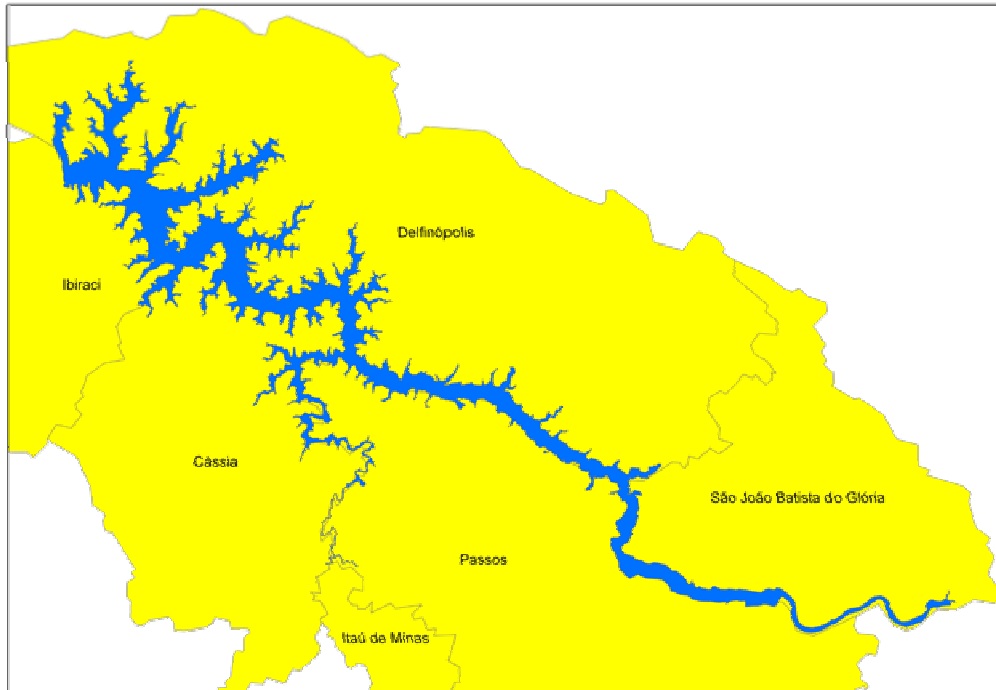 Delfinópolis
Ibiraci
Cássia
São João Batista do Glória
Passos
Itaú de Minas